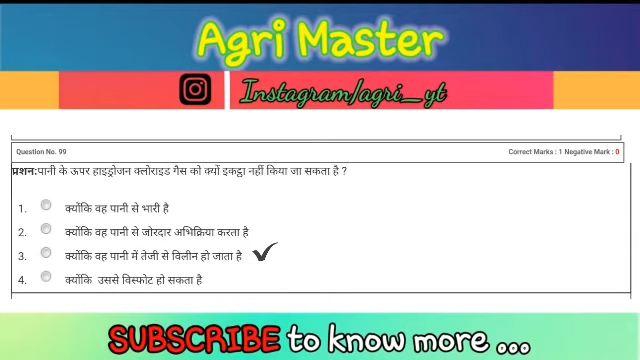 Agri Master
Instagram/agri_yt
Question No. 99 Correct Marks : 1 Negative Mark : 0
प्रशन:पानी के ऊपर हाइड्रोजन क्लोराइड गैस को क्यों इकट्ठा नहीं किया जा सकता है ?
1. क्योंकि वह पानी से भारी है
2. क्योंकि वह पानी से जोरदार अभिक्रिया करता है
3. क्योंकि वह पानी में तेजी से विलीन हो जाता है
4. क्योंकि उससे विस्फोट हो सकता है
SUBSCRIBE to know more ...